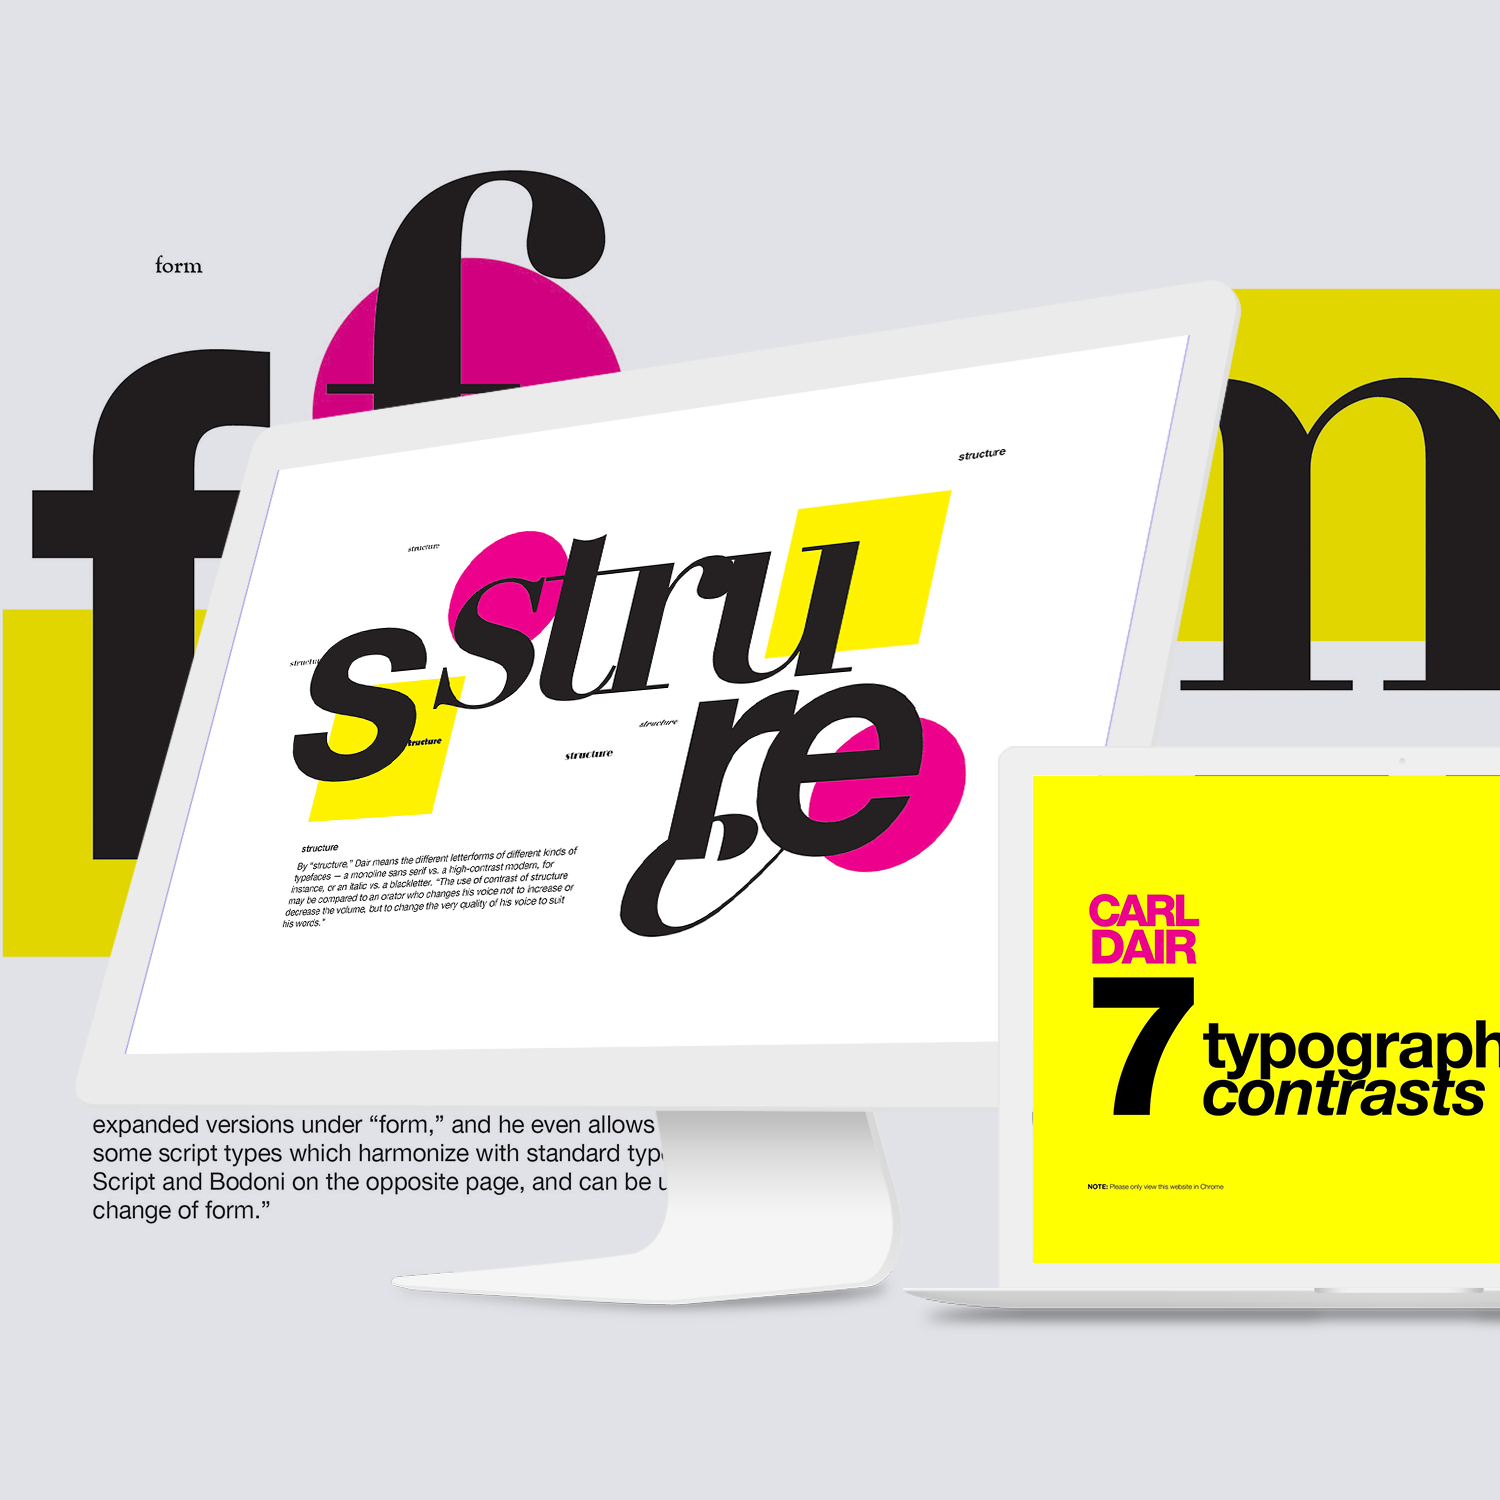 form
f
f
m
structure
structure
s
stru
structure
structure
re
c
structure
structure
structure
By “structure,” Dair means the different letterforms of different kinds of
typefaces — a monoline sans serif vs. a high-contrast modern, for
instance, or an italic vs. a blackletter. “The use of contrast of structure
may be compared to an orator who changes his voice not to increase or
decrease the volume, but to change the very quality of his voice to suit
his words.”
expanded versions under “form,” and he even allows
some script types which harmonize with standard
Script and Bodoni on the opposite page, and can be
change of form.”
CARL
DAIR
7
typograph
contrasts
NOTE: Please only view this website in Chrome